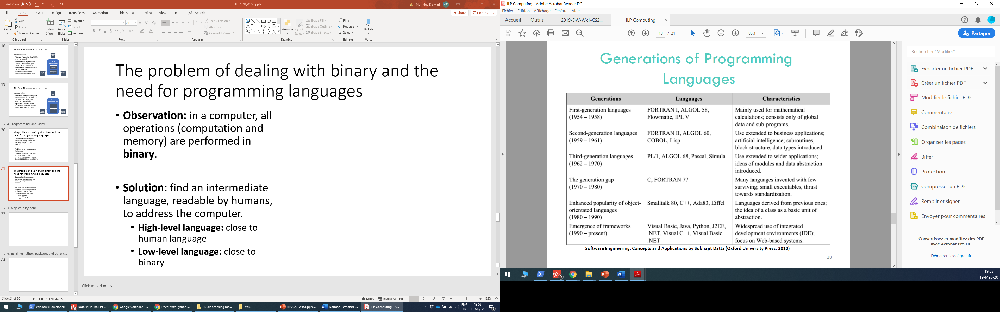 AutoSave Off
ILP2020_W1S1.pptx
Matthieu De Mari MD
File Home Insert Design Transitions Animations Slide Show Review View Help Search
Share Comments
Paste
Cut
Copy
Format Painter
Clipboard
New Slide
Reuse Slides
Layout
Reset
Section
Slides
24
Font
Text Direction
Align Text
Convert to SmartArt
Paragraph
Arrange
Quick Styles
Shape Fill
Shape Outline
Shape Effects
Drawing
Find
Replace
Select
Editing
Dictate
Voice
18
The Von Neumann architecture
19
The Von Neumann architecture
4. Programming languages
20
The problem of dealing with binary and the
need for programming languages
21
The problem of dealing with binary and the
need for programming languages
5. Why learn Python?
22
6. Installing Python, packages and other n...
23
The problem of dealing with binary and the
need for programming languages
• Observation: in a computer, all
operations (computation and
memory) are performed in
binary.
• Solution: find an intermediate
language, readable by humans,
to address the computer.
• High-level language: close to
human language
• Low-level language: close to
binary
Click to add notes
Slide 21 of 26 English (United States)
Notes Display Settings 122%
Windows PowerShell
Todoist: To-Do List ...
Google Calendar - ...
Découvrez Python ...
1. Old teaching ma...
W1S1
ILP2020_W1S1.pptx...
Norman_Lesson01_...
ILP Computing - A...
ENG
FR
19:53
19-May-20
6
ILP Computing - Adobe Acrobat Reader DC
Fichier Edition Affichage Fenêtre Aide
Accueil Outils 2019-DW-Wk1-CS2... ILP Computing ×
18 / 21
85%
Partager
Generations of Programming
Languages
Generations Languages Characteristics
First-generation languages FORTRAN I, ALGOL 58, Mainly used for mathematical
(1954 – 1958) Flowmatic, IPL V calculations; consists only of global
data and sub-programs.
Second-generation languages FORTRAN II, ALGOL 60, Use extended to business applications;
(1959 – 1961) COBOL, Lisp artificial intelligence; subroutines,
block structure, data types introduced.
Third-generation languages PL/1, ALGOL 68, Pascal, Simula Use extended to wider applications;
(1962 – 1970) ideas of modules and data abstraction
introduced.
The generation gap C, FORTRAN 77 Many languages invented with few
(1970 – 1980) surviving; small executables, thrust
towards standardization.
Enhanced popularity of object- Smalltalk 80, C++, Ada83, Eiffel Languages derived from previous ones;
orientated languages the idea of a class as a basic unit of
(1980 – 1990) abstraction.
Emergence of frameworks Visual Basic, Java, Python, J2EE, Widespread use of integrated
(1990 – present) .NET, Visual C++, Visual Basic development environments (IDE);
.NET focus on Web-based systems.
Software Engineering: Concepts and Applications by Subhajit Datta (Oxford University Press, 2010)
18
Rechercher "Modifier"
Exporter un fichier PDF
Créer un fichier PDF
Modifier le fichier PDF
Commentaire
Combinaison de fichiers
Organiser les pages
Biffer
Protection
Compresser un PDF
Remplir et signer
Envoyer pour commentaires
Convertissez et modifiez des PDF
avec Acrobat Pro DC
Démarrer l'essai gratuit
9
19:53
19-May-20